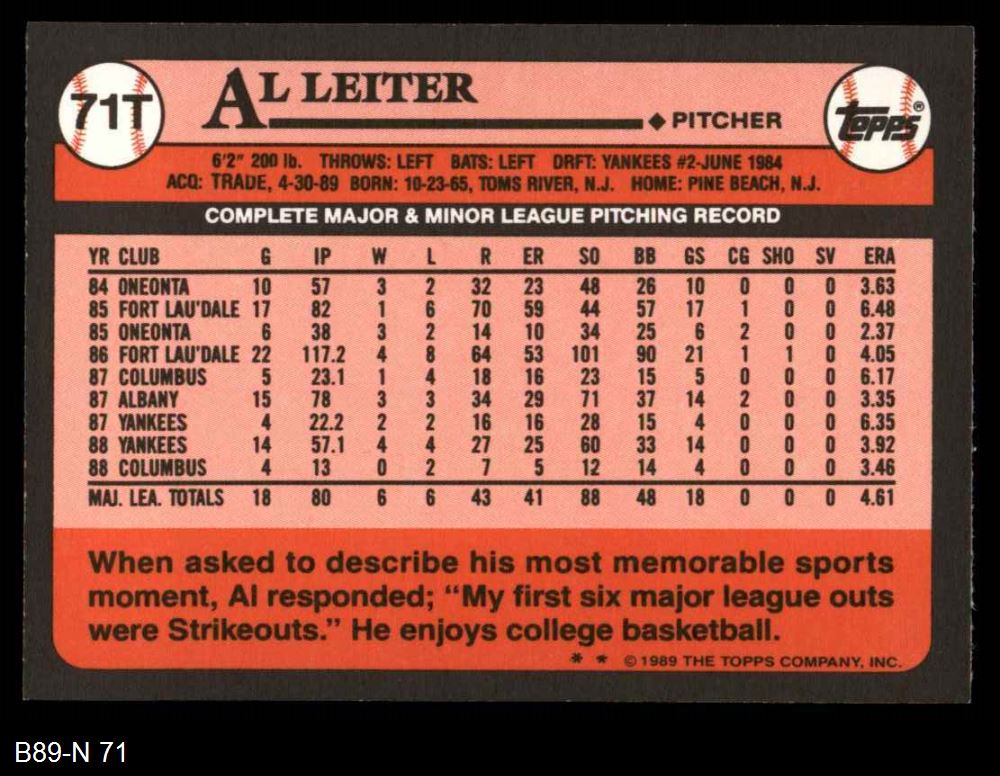 71T
AL LEITER
◆ PITCHER
Topps®
6'2" 200 lb. THROWS: LEFT BATS: LEFT DRFT: YANKEES #2-JUNE 1984
ACQ: TRADE, 4-30-89 BORN: 10-23-65, TOMS RIVER, N.J. HOME: PINE BEACH, N.J.
COMPLETE MAJOR & MINOR LEAGUE PITCHING RECORD
YR CLUB G IP W L R ER SO BB GS CG SHO SV ERA
84 ONEONTA 10 57 3 2 32 23 48 26 10 0 0 0 3.63
85 FORT LAU'DALE 17 82 1 6 70 59 44 57 17 1 0 0 6.48
85 ONEONTA 6 38 3 2 14 10 34 25 6 2 0 0 2.37
86 FORT LAU'DALE 22 117.2 4 8 64 53 101 90 21 1 1 0 4.05
87 COLUMBUS 5 23.1 1 4 18 16 23 15 5 0 0 0 6.17
87 ALBANY 15 78 3 3 34 29 71 37 14 2 0 0 3.35
87 YANKEES 4 22.2 2 2 16 16 28 15 4 0 0 0 6.35
88 YANKEES 14 57.1 4 4 27 25 60 33 14 0 0 0 3.92
88 COLUMBUS 4 13 0 2 7 5 12 14 4 0 0 0 3.46
MAJ. LEA. TOTALS 18 80 6 6 43 41 88 48 18 0 0 0 4.61
When asked to describe his most memorable sports
moment, Al responded; "My first six major league outs
were Strikeouts." He enjoys college basketball.
* * © 1989 THE TOPPS COMPANY, INC.
B89-N 71